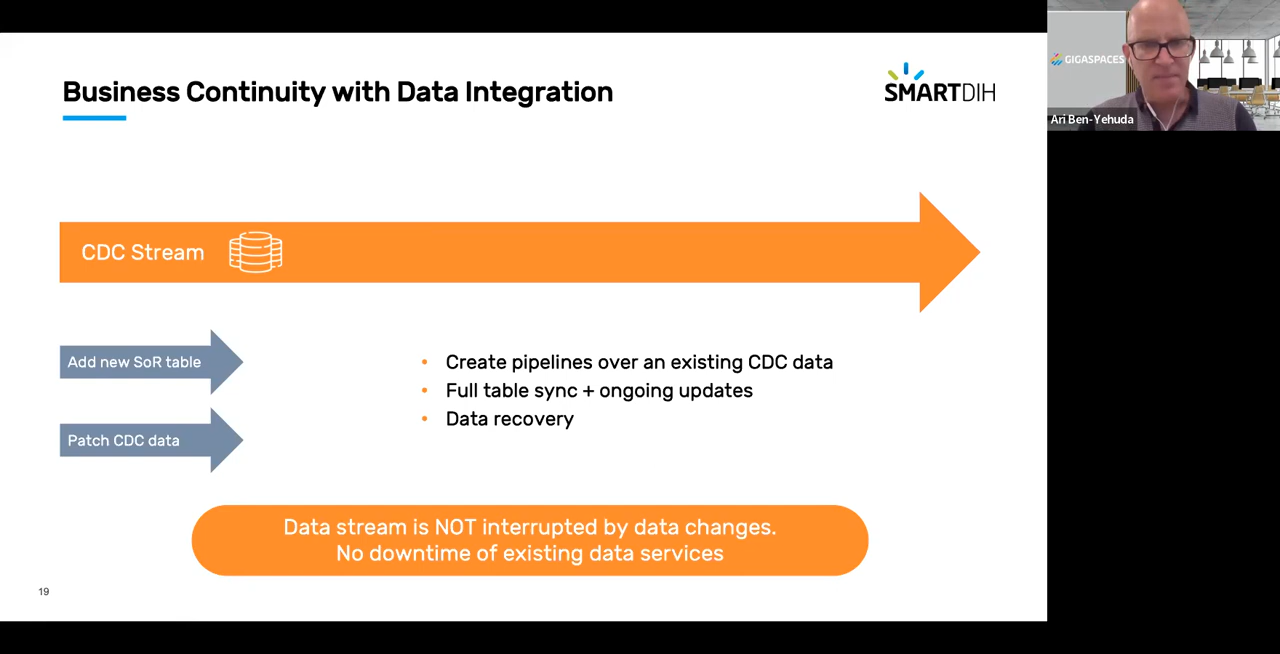 Business Continuity with Data Integration
SMARTDIH
GIGASPACES
Ari Ben-Yehuda
CDC Stream
Add new SoR table
Patch CDC data
• Create pipelines over an existing CDC data
• Full table sync + ongoing updates
• Data recovery
Data stream is NOT interrupted by data changes.
No downtime of existing data services
19